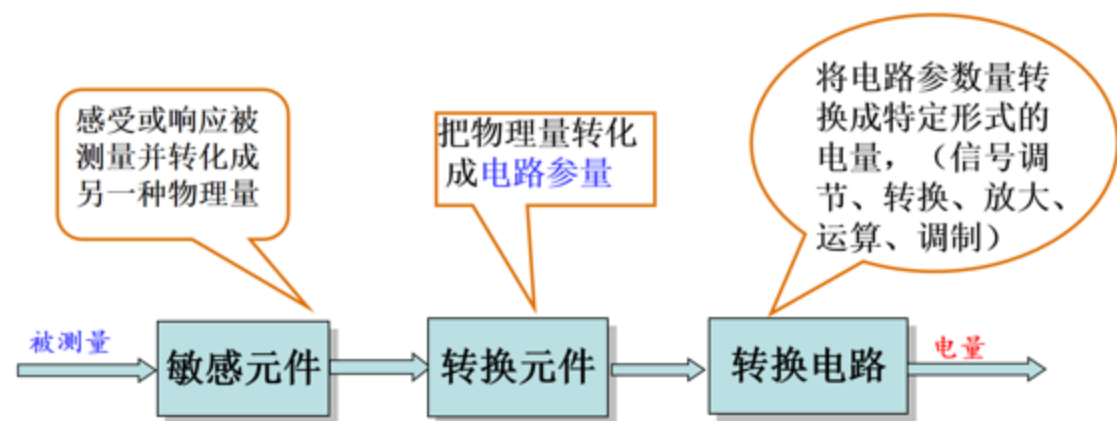 感受或响应被
测量并转化成
另一种物理量
把物理量转化
成电路参量
将电路参数量转
换成特定形式的
电量，（信号调
节、转换、放大、
运算、调制）
被测量
敏感元件
转换元件
转换电路
电量